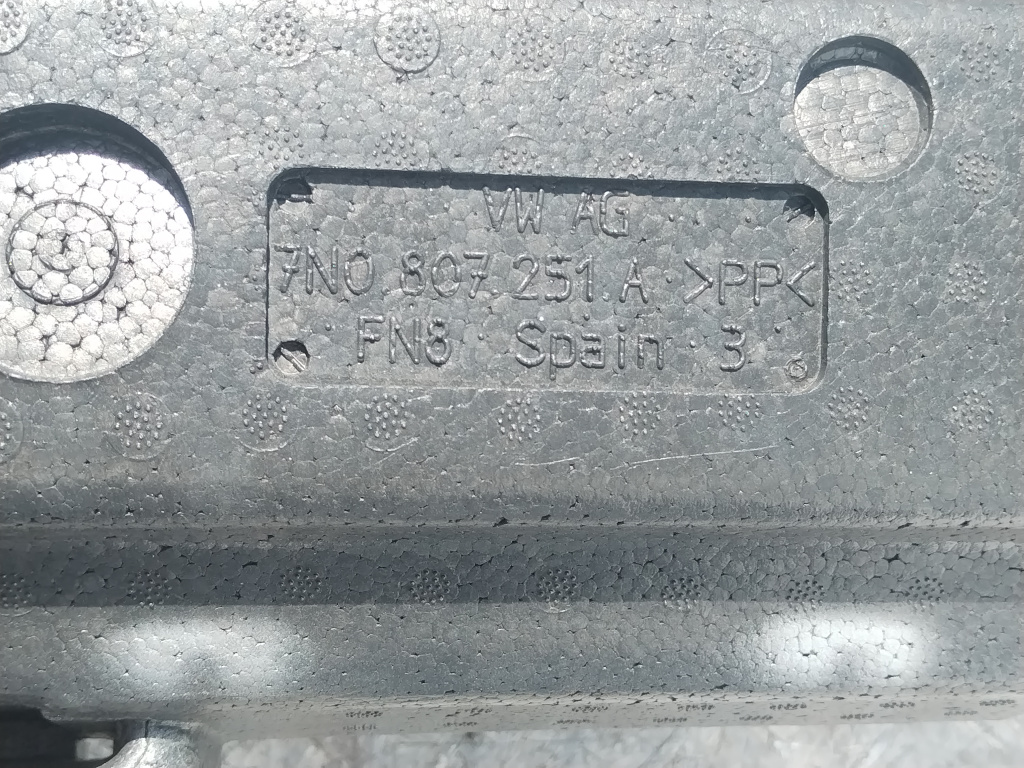 VW AG
7N0 807 251 A >PP<
FN8 Spain 3